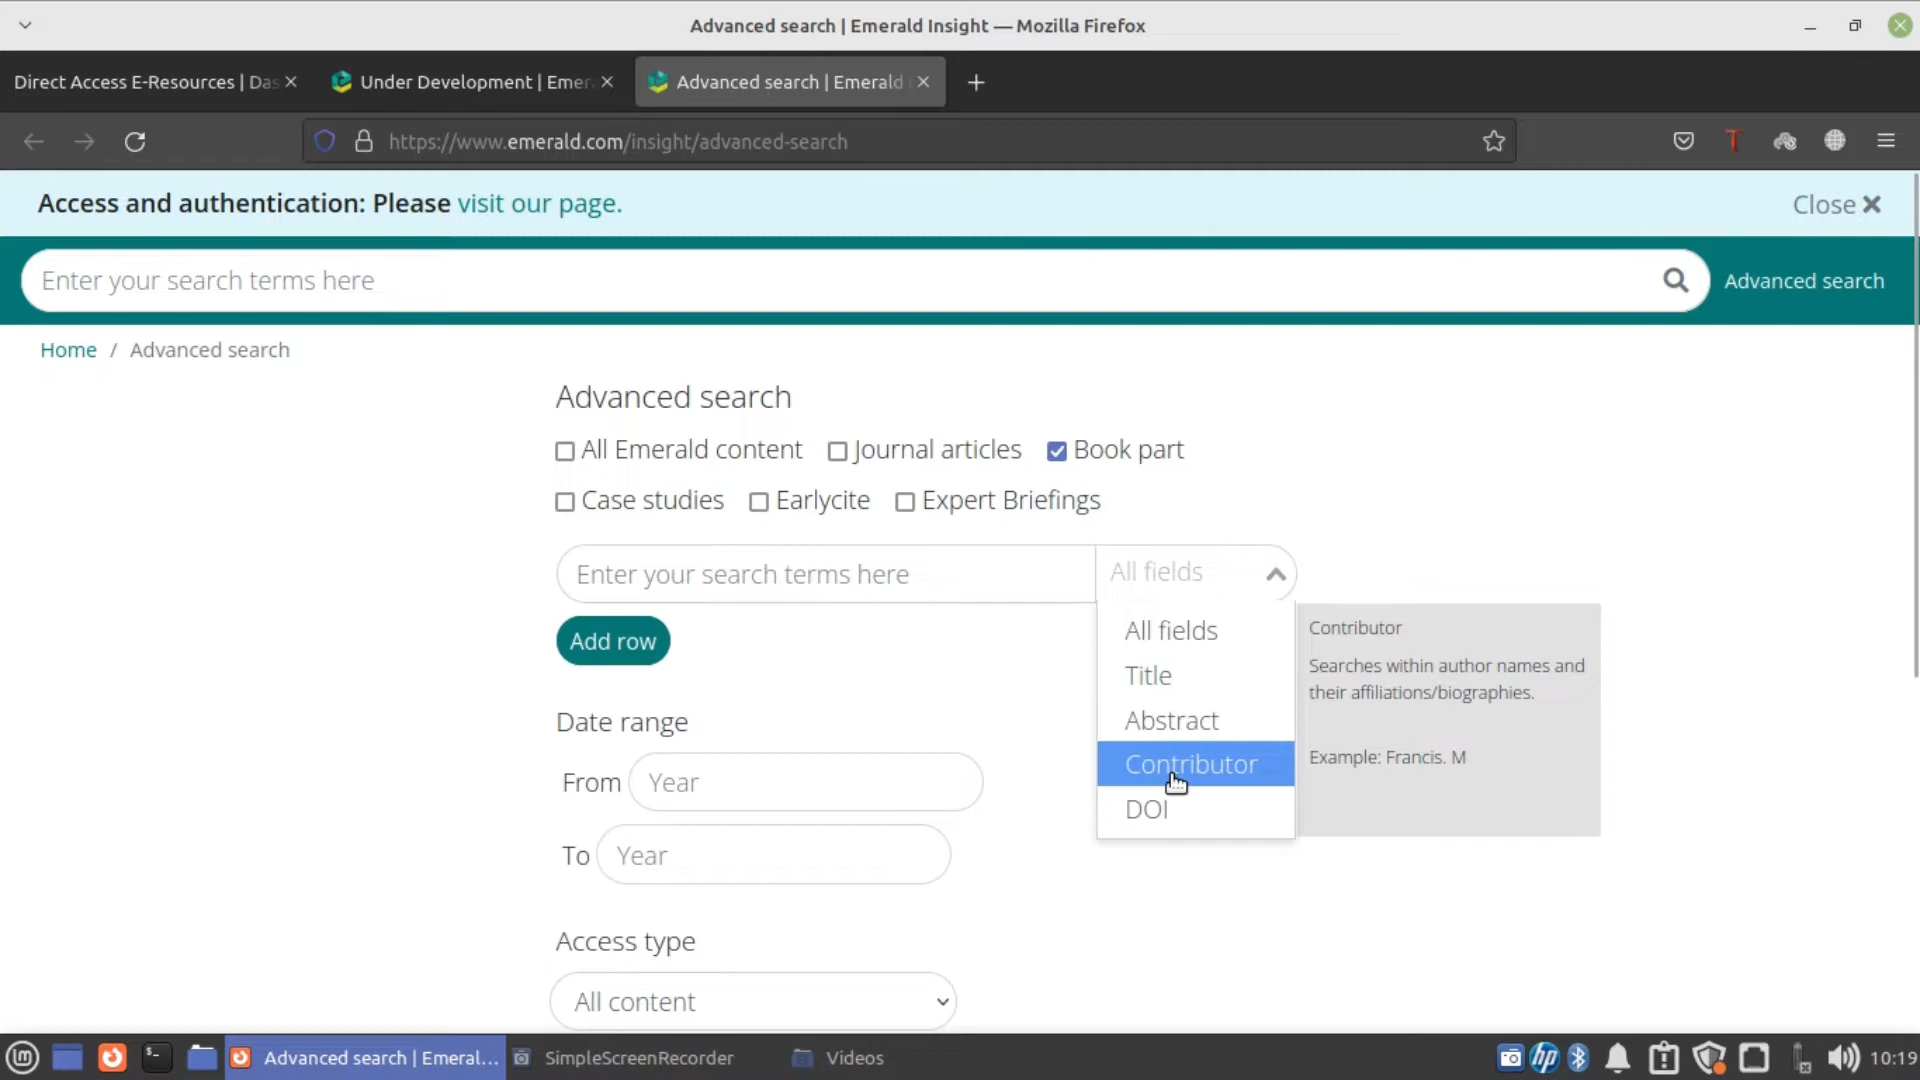 Advanced search | Emerald Insight — Mozilla Firefox
Direct Access E-Resources | Das
Under Development | Emer
Advanced search | Emerald
https://www.emerald.com/insight/advanced-search
Access and authentication: Please visit our page.
Close
Enter your search terms here
Advanced search
Home / Advanced search
Advanced search
All Emerald content
Journal articles
Book part
Case studies
Earlycite
Expert Briefings
Enter your search terms here
All fields
Add row
All fields
Title
Abstract
Contributor
DOI
Contributor
Searches within author names and
their affiliations/biographies.
Example: Francis. M
Date range
From Year
To Year
Access type
All content
Advanced search | Emeral...
SimpleScreenRecorder
Videos
hp
10:19